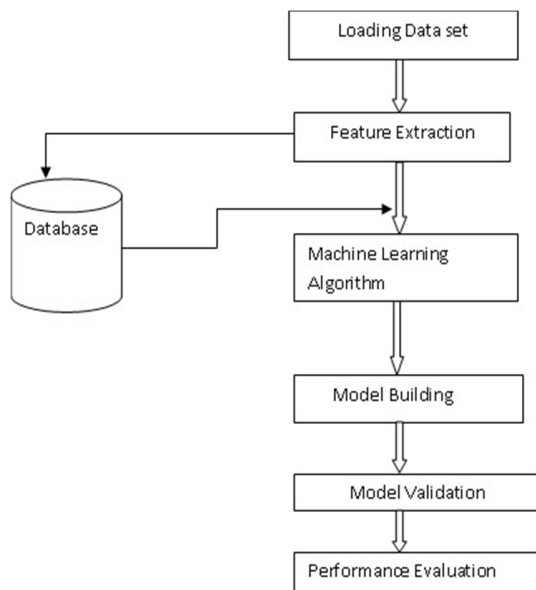 Loading Data set
Feature Extraction
Database
Machine Learning
Algorithm
Model Building
Model Validation
Performance Evaluation